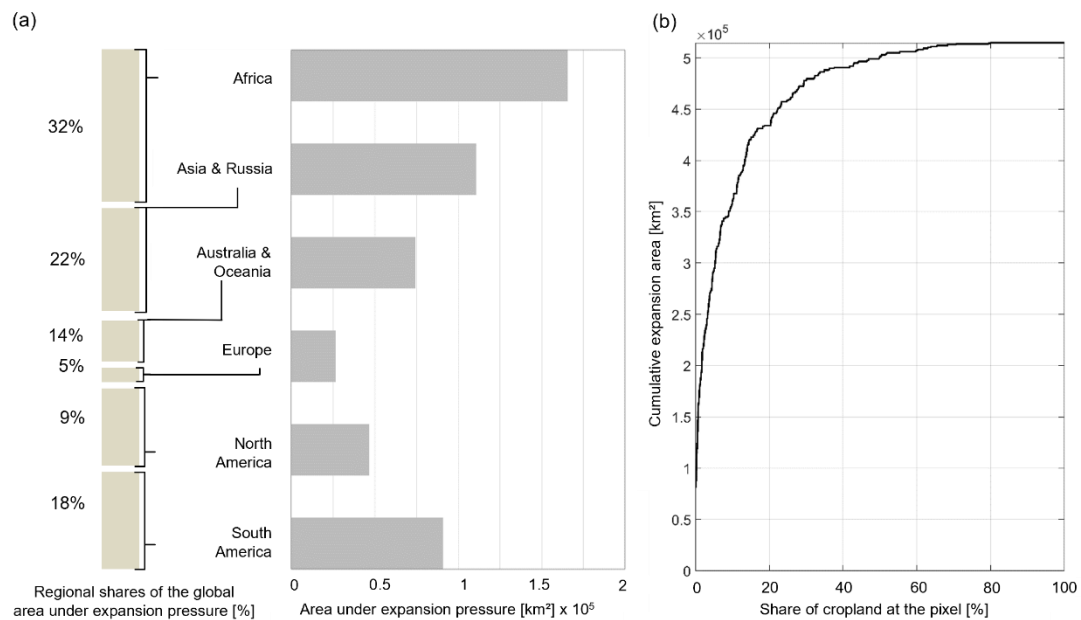 (a)
32%
22%
14%
5%
9%
18%
Regional shares of the global
area under expansion pressure [%]
Africa
Asia & Russia
Australia &
Oceania
Europe
North
America
South
America
0 0.5 1 1.5 2
Area under expansion pressure [km²] x 10⁵
(b)
×10⁵
5
4.5
4
3.5
3
2.5
2
1.5
1
0.5
0
Cumulative expansion area [km²]
0 20 40 60 80 100
Share of cropland at the pixel [%]